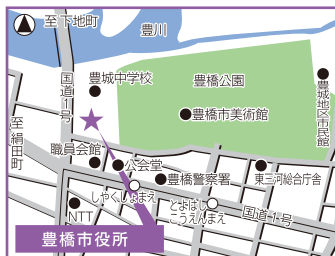 至 下地町
豊川
国道1号
豊城中学校
豊橋公園
豊橋市美術館
豊城地区市民館
至 絹田町
職員会館
公会堂
しやくしょまえ
豊橋警察署
東三河総合庁舎
とよはし
こうえんまえ
国道1号
NTT
豊橋市役所